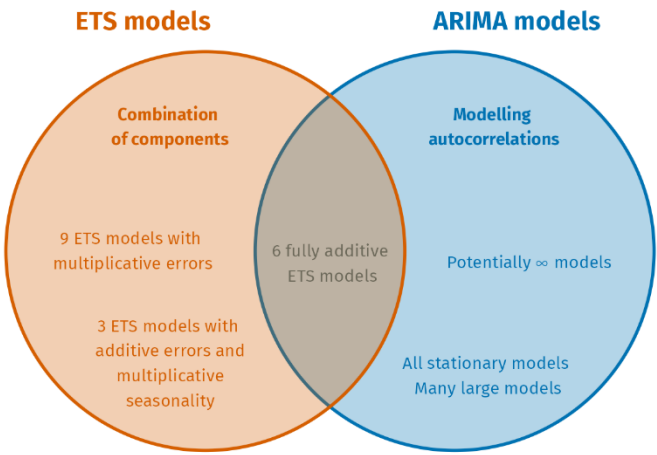 ETS models
ARIMA models
Combination
of components
Modelling
autocorrelations
9 ETS models with
multiplicative errors
6 fully additive
ETS models
Potentially ∞ models
3 ETS models with
additive errors and
multiplicative
seasonality
All stationary models
Many large models